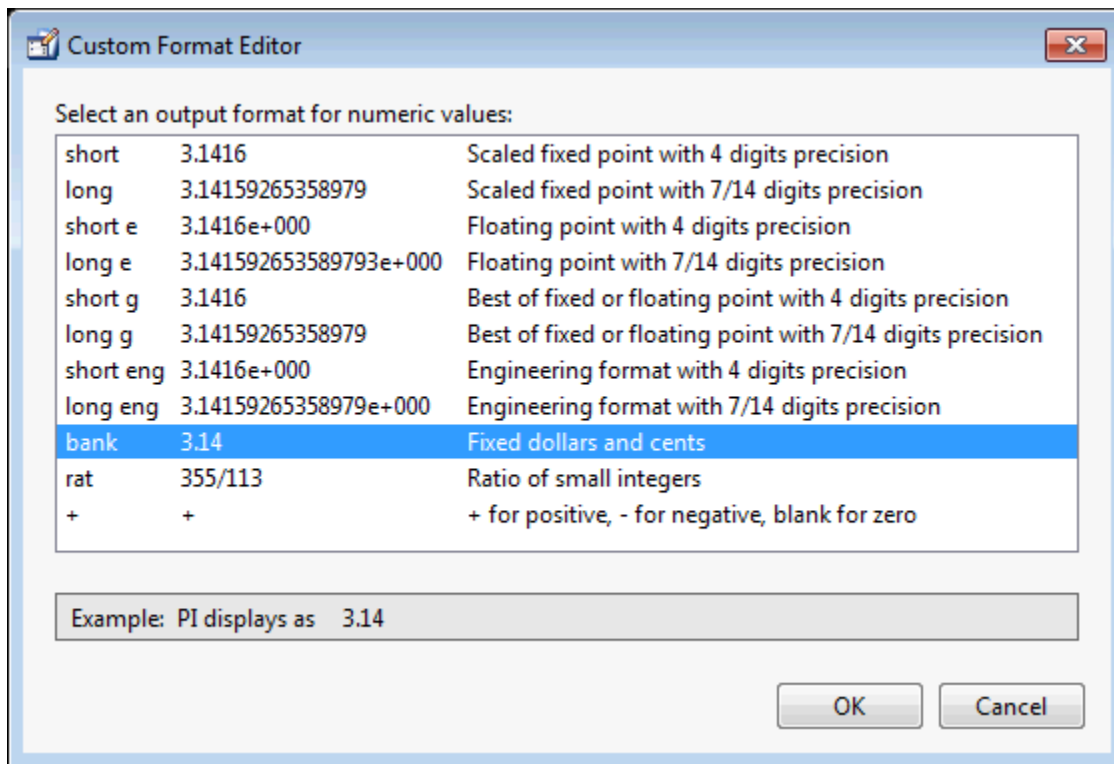 Custom Format Editor
Select an output format for numeric values:
short 3.1416 Scaled fixed point with 4 digits precision
long 3.14159265358979 Scaled fixed point with 7/14 digits precision
short e 3.1416e+000 Floating point with 4 digits precision
long e 3.141592653589793e+000 Floating point with 7/14 digits precision
short g 3.1416 Best of fixed or floating point with 4 digits precision
long g 3.14159265358979 Best of fixed or floating point with 7/14 digits precision
short eng 3.1416e+000 Engineering format with 4 digits precision
long eng 3.14159265358979e+000 Engineering format with 7/14 digits precision
bank 3.14 Fixed dollars and cents
rat 355/113 Ratio of small integers
+ + + for positive, - for negative, blank for zero
Example: PI displays as 3.14
OK Cancel